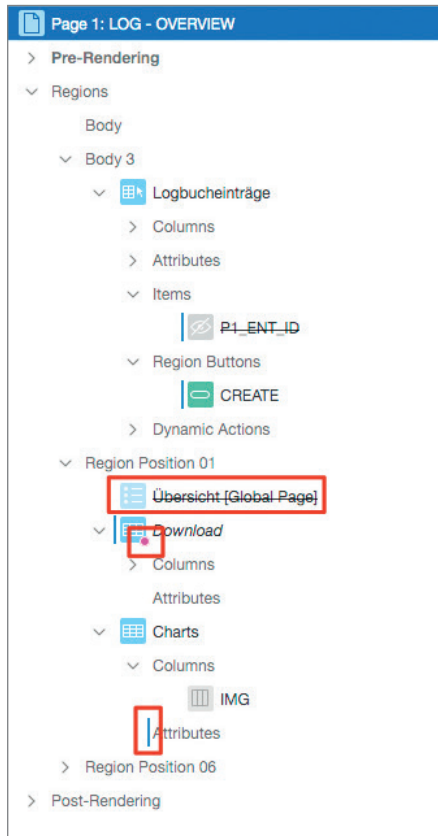 Page 1: LOG - OVERVIEW
Pre-Rendering
Regions
Body
Body 3
Logbucheinträge
Columns
Attributes
Items
P1_ENT_ID
Region Buttons
CREATE
Dynamic Actions
Region Position 01
Übersicht [Global Page]
Download
Columns
Attributes
Charts
Columns
IMG
Attributes
Region Position 06
Post-Rendering